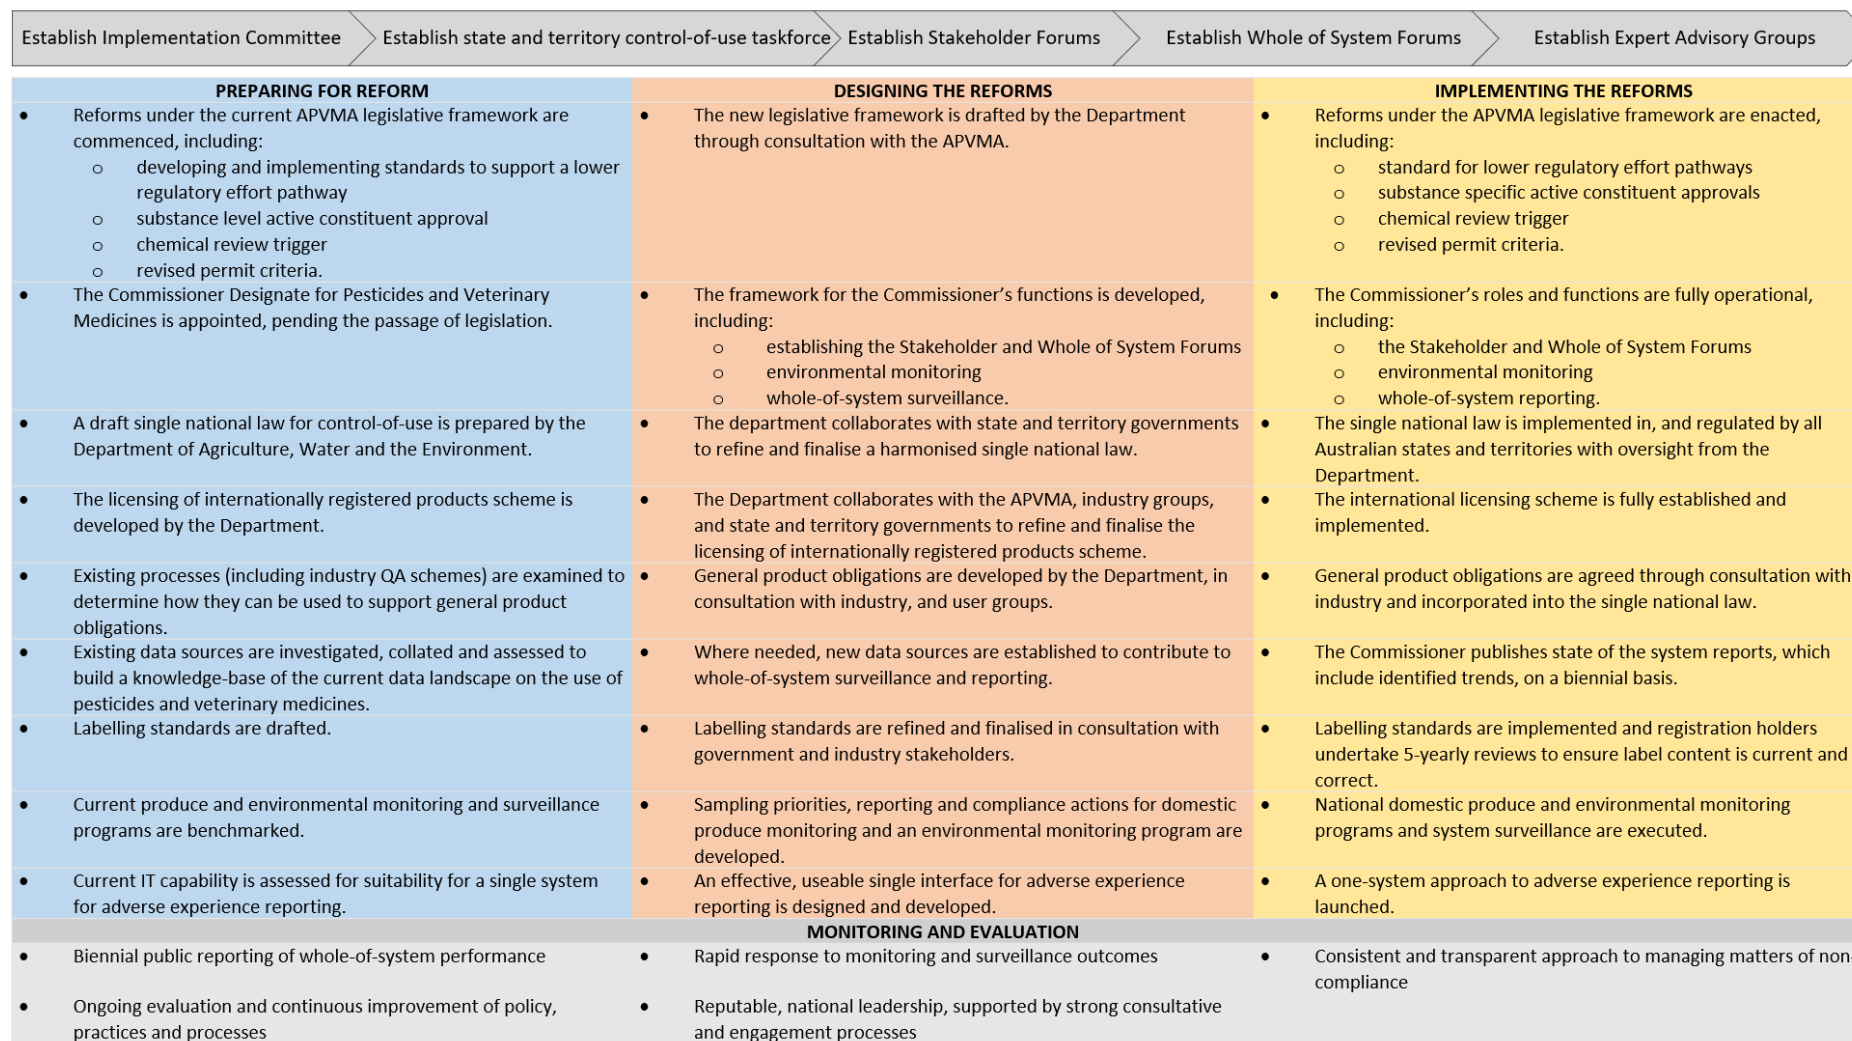 Establish Implementation Committee
Establish state and territory control-of-use taskforce
Establish Stakeholder Forums
Establish Whole of System Forums
Establish Expert Advisory Groups
PREPARING FOR REFORM
● Reforms under the current APVMA legislative framework are
commenced, including:
o developing and implementing standards to support a lower
regulatory effort pathway
o substance level active constituent approval
o chemical review trigger
o revised permit criteria.
● The Commissioner Designate for Pesticides and Veterinary
Medicines is appointed, pending the passage of legislation.
● A draft single national law for control-of-use is prepared by the
Department of Agriculture, Water and the Environment.
● The licensing of internationally registered products scheme is
developed by the Department.
● Existing processes (including industry QA schemes) are examined to
determine how they can be used to support general product
obligations.
● Existing data sources are investigated, collated and assessed to
build a knowledge-base of the current data landscape on the use of
pesticides and veterinary medicines.
● Labelling standards are drafted.
● Current produce and environmental monitoring and surveillance
programs are benchmarked.
● Current IT capability is assessed for suitability for a single system
for adverse experience reporting.
DESIGNING THE REFORMS
● The new legislative framework is drafted by the Department
through consultation with the APVMA.
● The framework for the Commissioner’s functions is developed,
including:
o establishing the Stakeholder and Whole of System Forums
o environmental monitoring
o whole-of-system surveillance.
● The department collaborates with state and territory governments
to refine and finalise a harmonised single national law.
● The Department collaborates with the APVMA, industry groups,
and state and territory governments to refine and finalise the
licensing of internationally registered products scheme.
● General product obligations are developed by the Department, in
consultation with industry, and user groups.
● Where needed, new data sources are established to contribute to
whole-of-system surveillance and reporting.
● Labelling standards are refined and finalised in consultation with
government and industry stakeholders.
● Sampling priorities, reporting and compliance actions for domestic
produce monitoring and an environmental monitoring program are
developed.
● An effective, useable single interface for adverse experience
reporting is designed and developed.
IMPLEMENTING THE REFORMS
● Reforms under the APVMA legislative framework are enacted,
including:
o standard for lower regulatory effort pathways
o substance specific active constituent approvals
o chemical review trigger
o revised permit criteria.
● The Commissioner’s roles and functions are fully operational,
including:
o the Stakeholder and Whole of System Forums
o environmental monitoring
o whole-of-system reporting.
● The single national law is implemented in, and regulated by all
Australian states and territories with oversight from the
Department.
● The international licensing scheme is fully established and
implemented.
● General product obligations are agreed through consultation with
industry and incorporated into the single national law.
● The Commissioner publishes state of the system reports, which
include identified trends, on a biennial basis.
● Labelling standards are implemented and registration holders
undertake 5-yearly reviews to ensure label content is current and
correct.
● National domestic produce and environmental monitoring
programs and system surveillance are executed.
● A one-system approach to adverse experience reporting is
launched.
MONITORING AND EVALUATION
● Biennial public reporting of whole-of-system performance
● Ongoing evaluation and continuous improvement of policy,
practices and processes
● Rapid response to monitoring and surveillance outcomes
● Reputable, national leadership, supported by strong consultative
and engagement processes
● Consistent and transparent approach to managing matters of non-
compliance